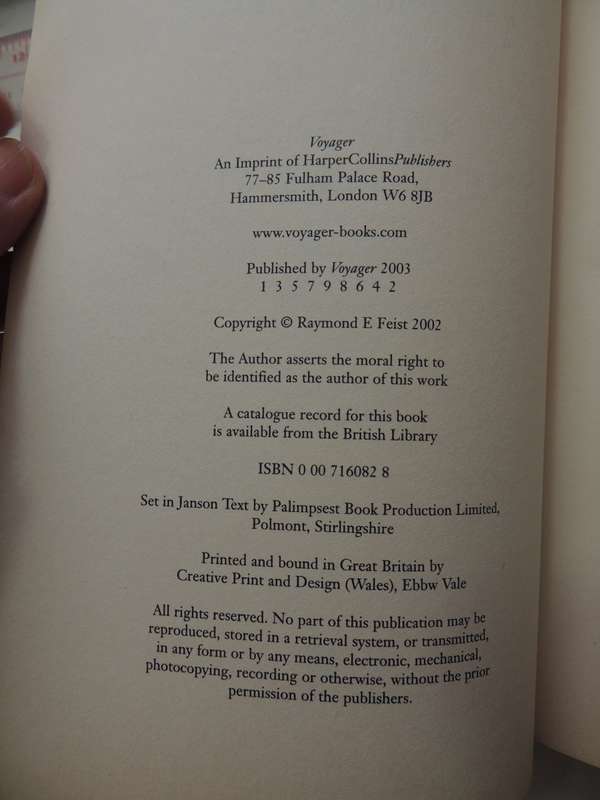 Voyager
An Imprint of HarperCollinsPublishers
77–85 Fulham Palace Road,
Hammersmith, London W6 8JB
www.voyager-books.com
Published by Voyager 2003
1 3 5 7 9 8 6 4 2
Copyright © Raymond E Feist 2002
The Author asserts the moral right to
be identified as the author of this work
A catalogue record for this book
is available from the British Library
ISBN 0 00 716082 8
Set in Janson Text by Palimpsest Book Production Limited,
Polmont, Stirlingshire
Printed and bound in Great Britain by
Creative Print and Design (Wales), Ebbw Vale
All rights reserved. No part of this publication may be
reproduced, stored in a retrieval system, or transmitted,
in any form or by any means, electronic, mechanical,
photocopying, recording or otherwise, without the prior
permission of the publishers.